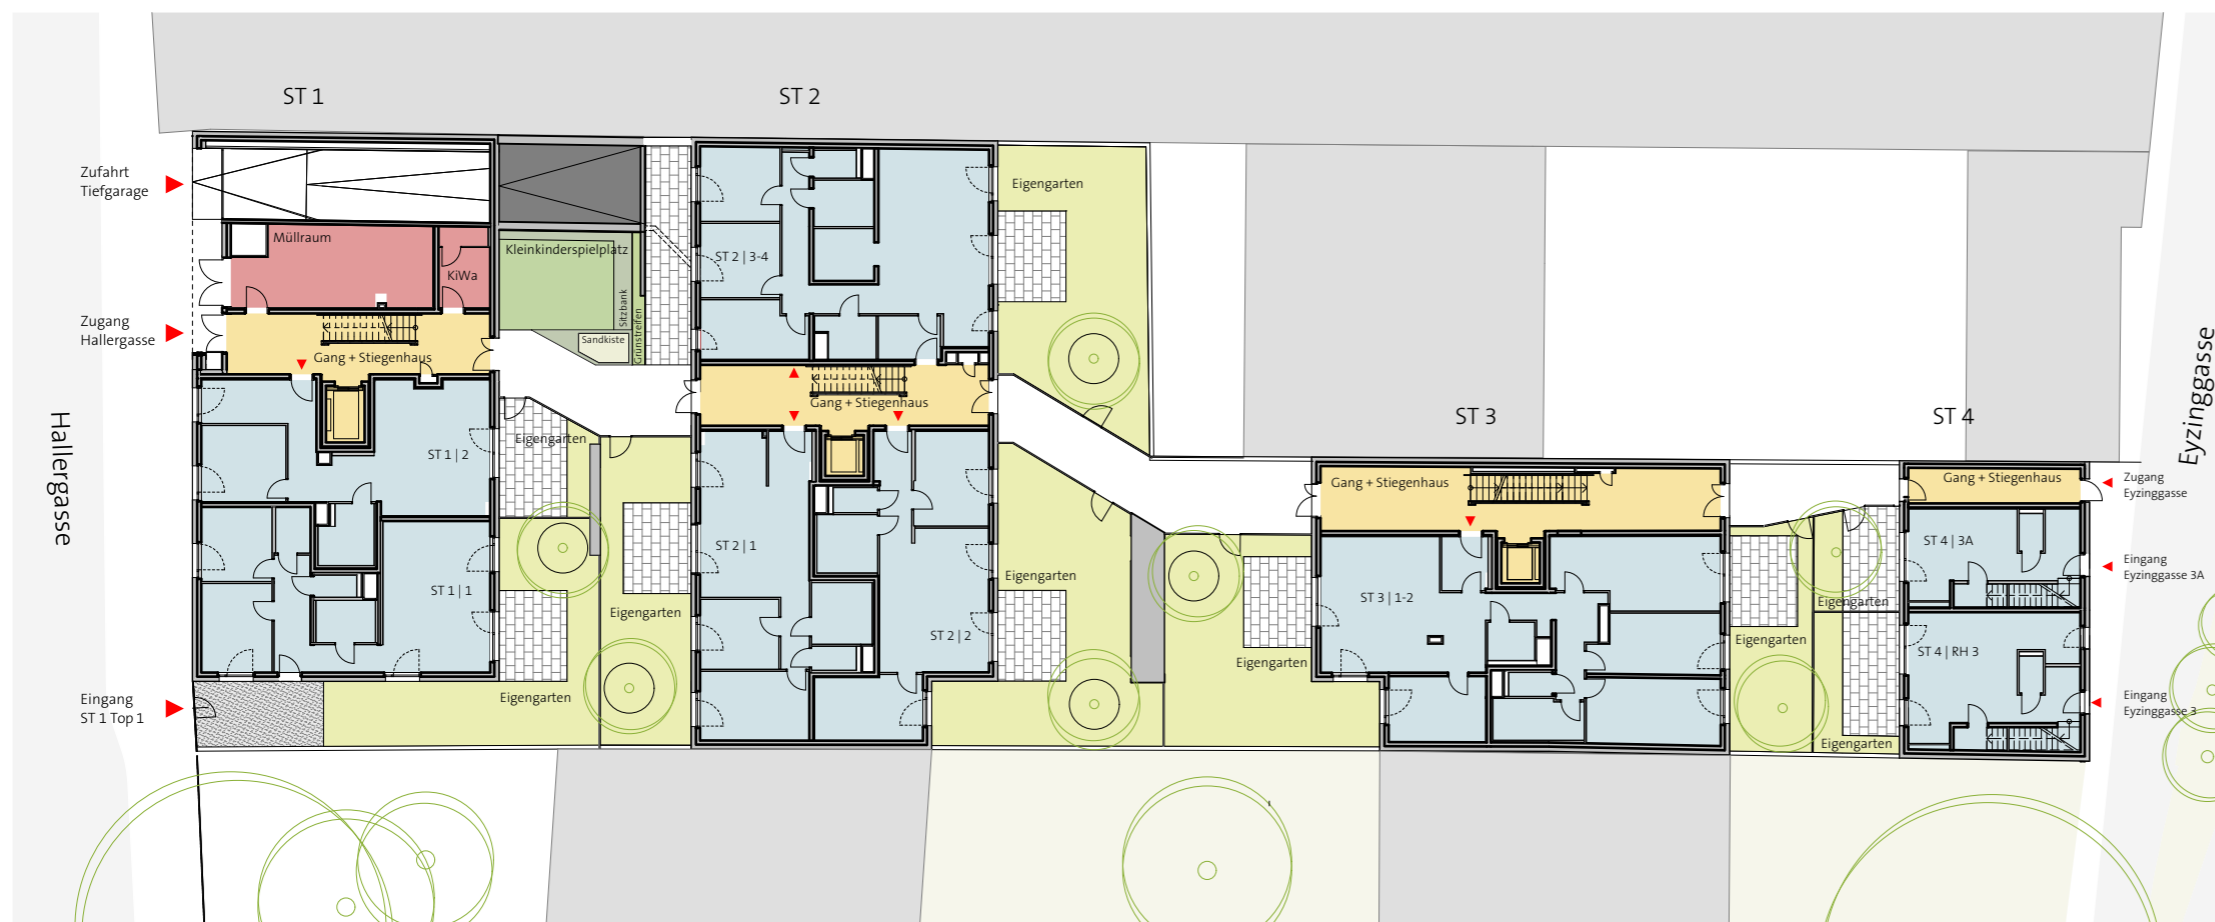 ST 1
ST 2
Zufahrt
Tiefgarage
Eigengarten
Müllraum
Kleinkinderspielplatz
KiWa
ST 2 | 3-4
Sitzbank
Grünstreifen
Zugang
Hallergasse
Sandkiste
Gang + Stiegenhaus
Gang + Stiegenhaus
Hallergasse
Eyzinggasse
ST 3
ST 4
Eigengarten
ST 1 | 2
Gang + Stiegenhaus
Gang + Stiegenhaus
Zugang
Eyzinggasse
ST 2 | 1
ST 4 | 3A
Eingang
Eyzinggasse 3A
ST 1 | 1
Eigengarten
ST 3 | 1-2
Eigengarten
Eigengarten
ST 2 | 2
Eigengarten
Eigengarten
ST 4 | RH 3
Eingang
ST 1 Top 1
Eigengarten
Eingang
Eyzinggasse 3
Eigengarten